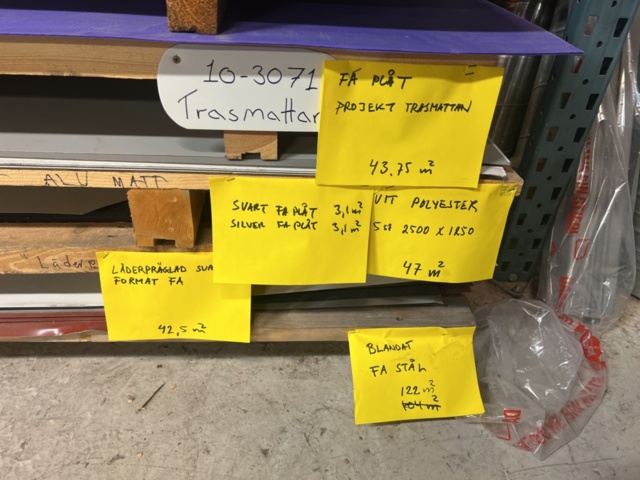 10-3071
Trasmattan
FA PLÅT
PROJEKT TRASMATTAN
43.75 m²
ALU MATT
SVART FA PLÅT 3,1 m²
SILVER FA PLÅT 3,1 m²
VIT POLYESTER
5 ST 2500 X 1250
47 m²
LÄDERPRÄGLAD
FORMAT FA
42,5 m²
BLANDAT
FA STÅL
122 m²
104 m²